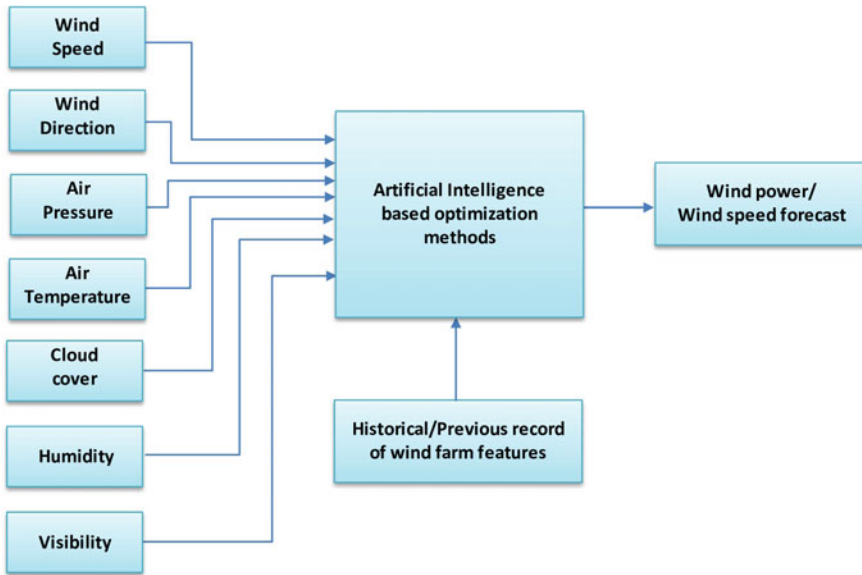 Wind
Speed
Wind
Direction
Air
Pressure
Air
Temperature
Cloud
cover
Humidity
Visibility
Artificial Intelligence
based optimization
methods
Historical/Previous record
of wind farm features
Wind power/
Wind speed forecast